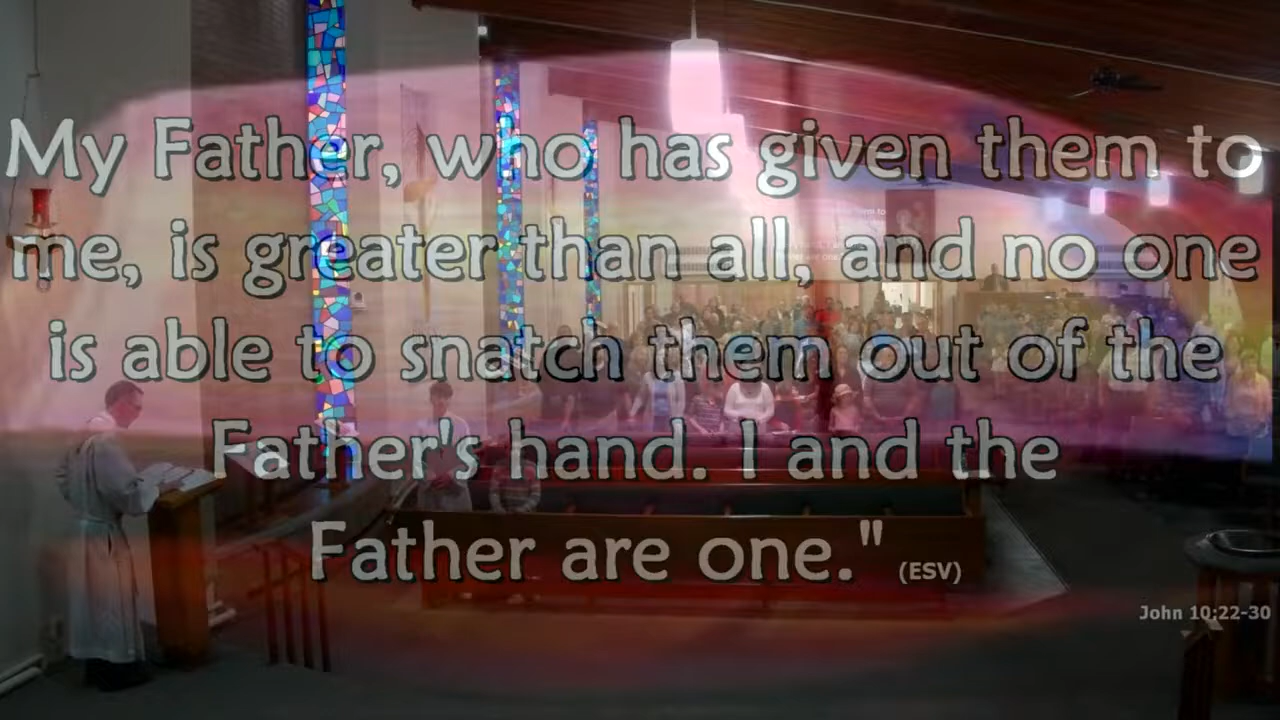 My Father, who has given them to
me, is greater than all, and no one
is able to snatch them out of the
Father's hand. I and the
Father are one." (ESV)
John 10:22-30